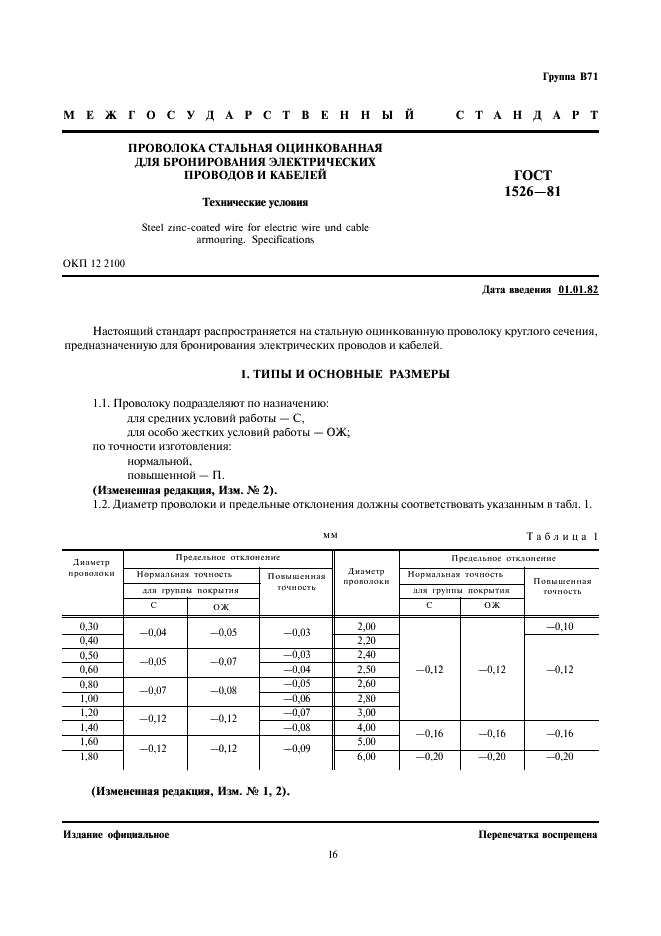 Группа В71
МЕЖГОСУДАРСТВЕННЫЙ СТАНДАРТ
ПРОВОЛОКА СТАЛЬНАЯ ОЦИНКОВАННАЯ
ДЛЯ БРОНИРОВАНИЯ ЭЛЕКТРИЧЕСКИХ
ПРОВОДОВ И КАБЕЛЕЙ
Технические условия
Steel zinc-coated wire for electric wire und cable
armouring. Specifications
ГОСТ
1526—81
ОКП 12 2100
Дата введения 01.01.82
Настоящий стандарт распространяется на стальную оцинкованную проволоку круглого сечения,
предназначенную для бронирования электрических проводов и кабелей.
1. ТИПЫ И ОСНОВНЫЕ РАЗМЕРЫ
1.1. Проволоку подразделяют по назначению:
для средних условий работы — С,
для особо жестких условий работы — ОЖ;
по точности изготовления:
нормальной,
повышенной — П.
(Измененная редакция, Изм. № 2).
1.2. Диаметр проволоки и предельные отклонения должны соответствовать указанным в табл. 1.
мм Таблица 1
Диаметр
проволоки
Предельное отклонение
Нормальная точность
для группы покрытия
С ОЖ
Повышенная
точность
Диаметр
проволоки
Предельное отклонение
Нормальная точность
для группы покрытия
С ОЖ
Повышенная
точность
0,30
0,40
—0,04 —0,05 —0,03
0,50
0,60
—0,05 —0,07 —0,03
—0,04
0,80
1,00
—0,07 —0,08 —0,05
—0,06
1,20
1,40
—0,12 —0,12 —0,07
—0,08
1,60
1,80
—0,12 —0,12 —0,09
2,00
2,20
2,40
2,50
2,60
2,80
3,00
—0,12 —0,12 —0,10
—0,12
4,00
5,00
—0,16 —0,16 —0,16
6,00 —0,20 —0,20 —0,20
(Измененная редакция, Изм. № 1, 2).
Издание официальное Перепечатка воспрещена
16